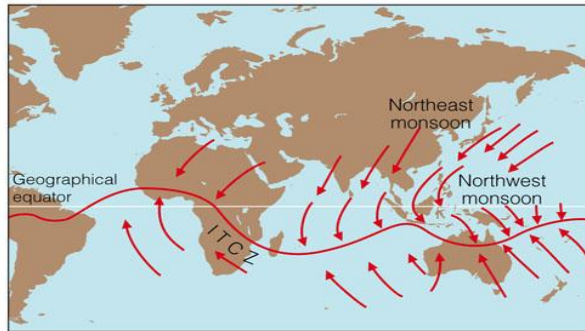 Northeast
monsoon
Geographical
equator
Northwest
monsoon
ITCZ